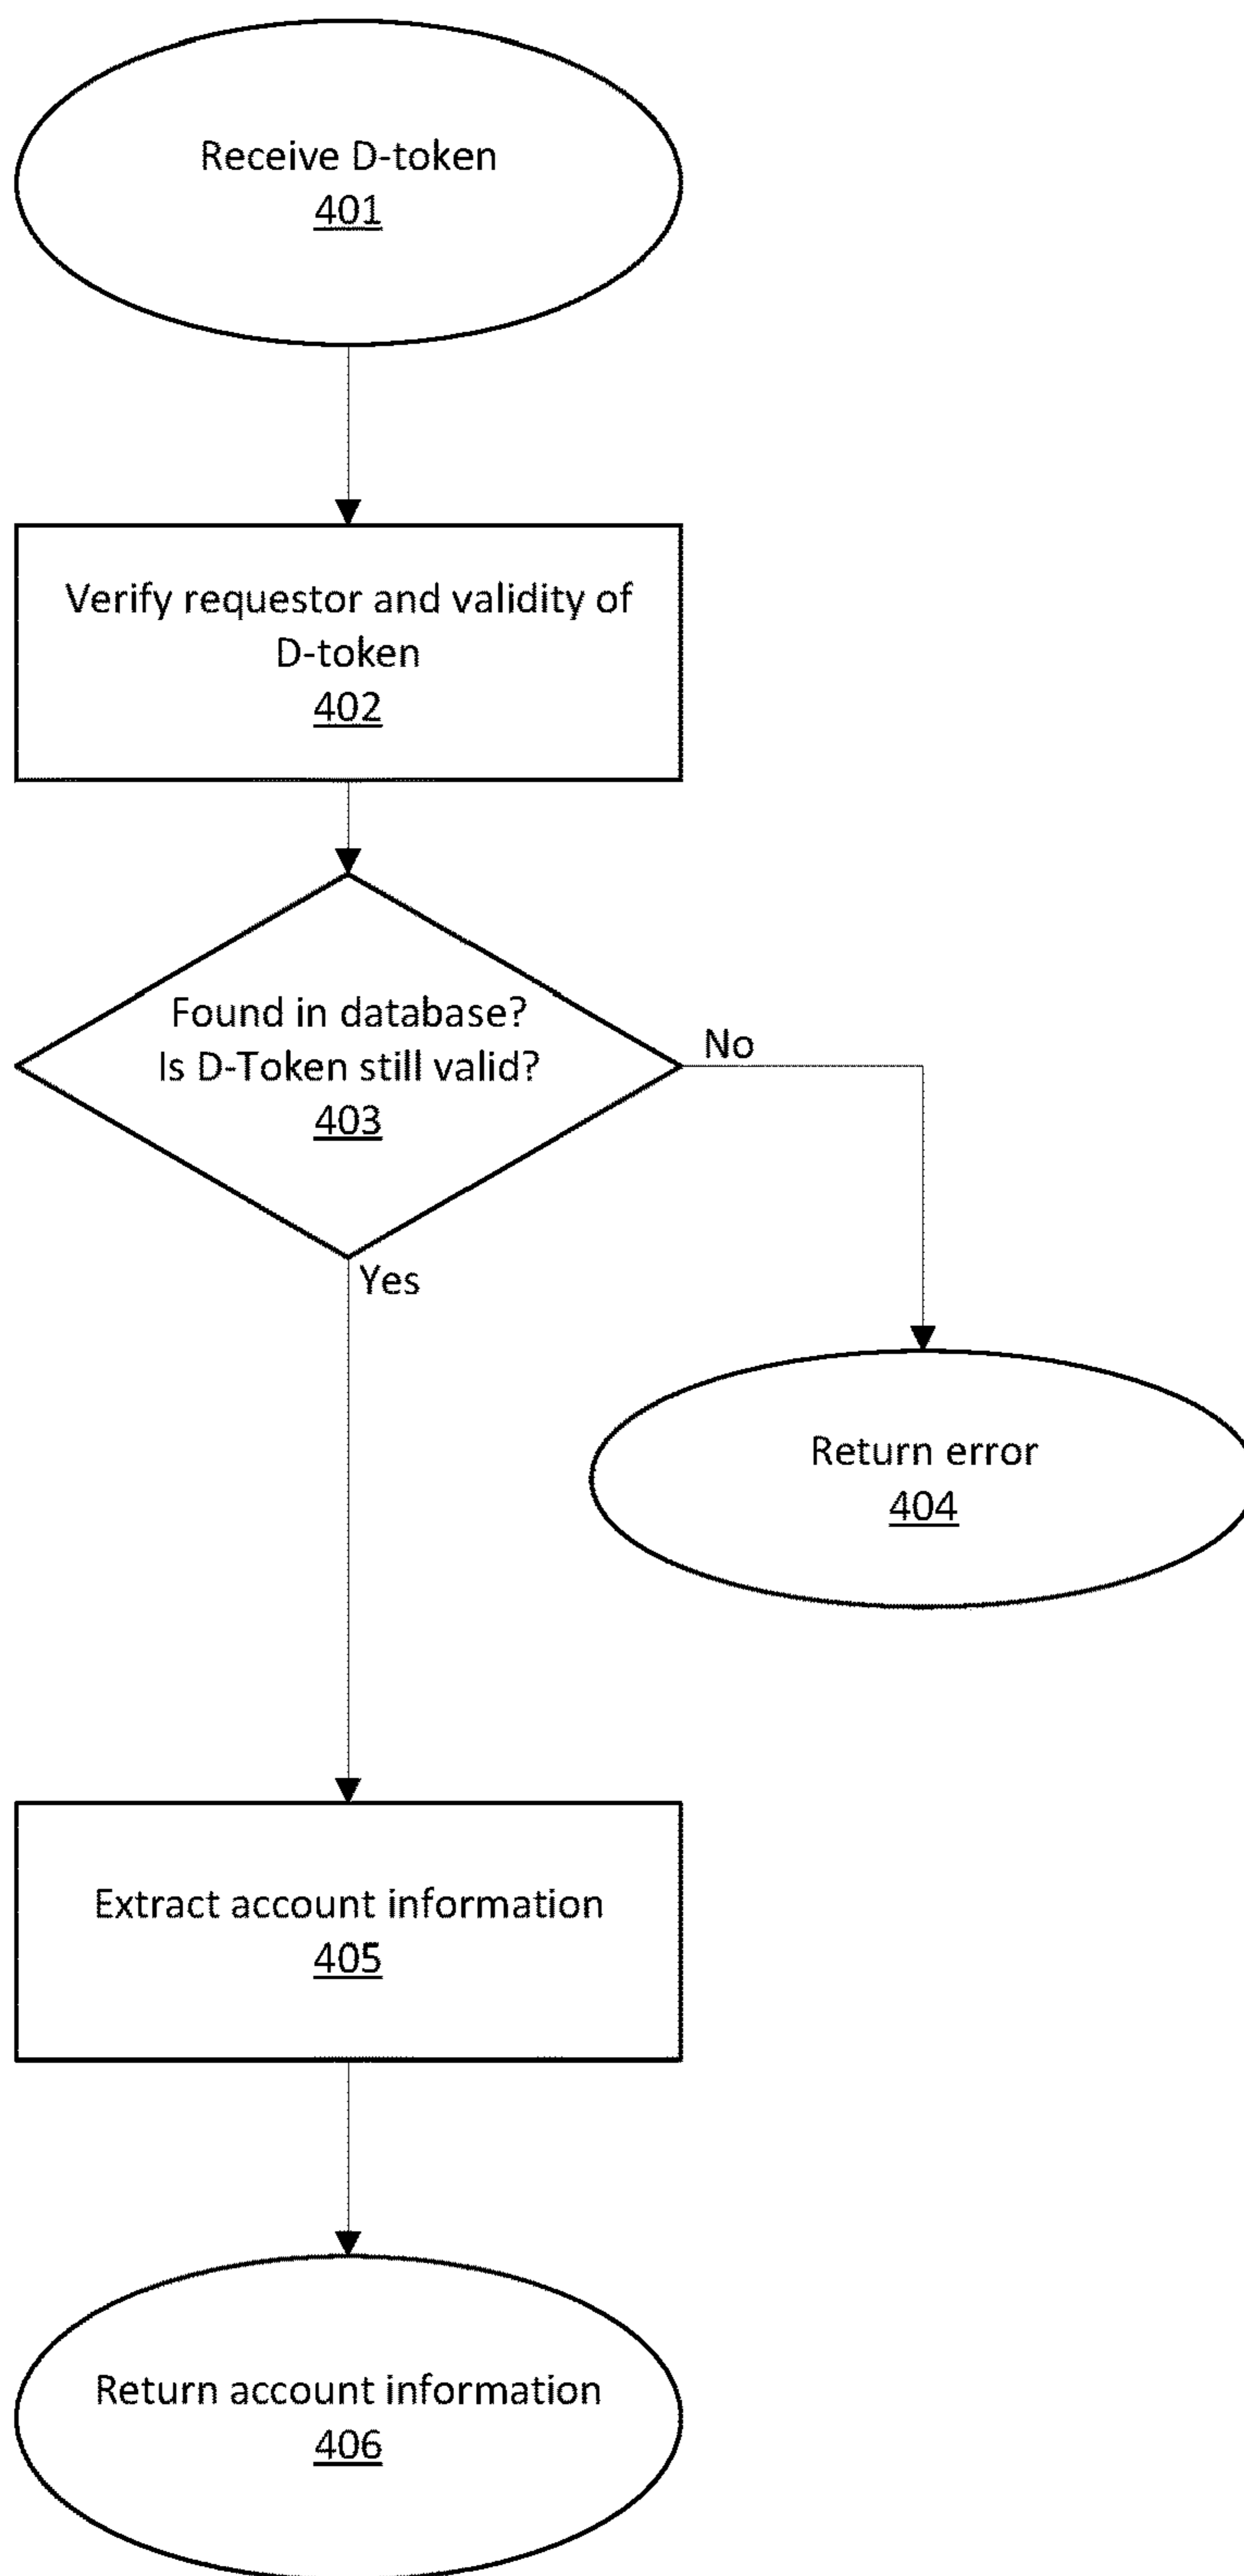 Receive D-token
401
Verify requestor and validity of
D-token
402
Found in database?
Is D-Token still valid?
403
No
Yes
Return error
404
Extract account information
405
Return account information
406